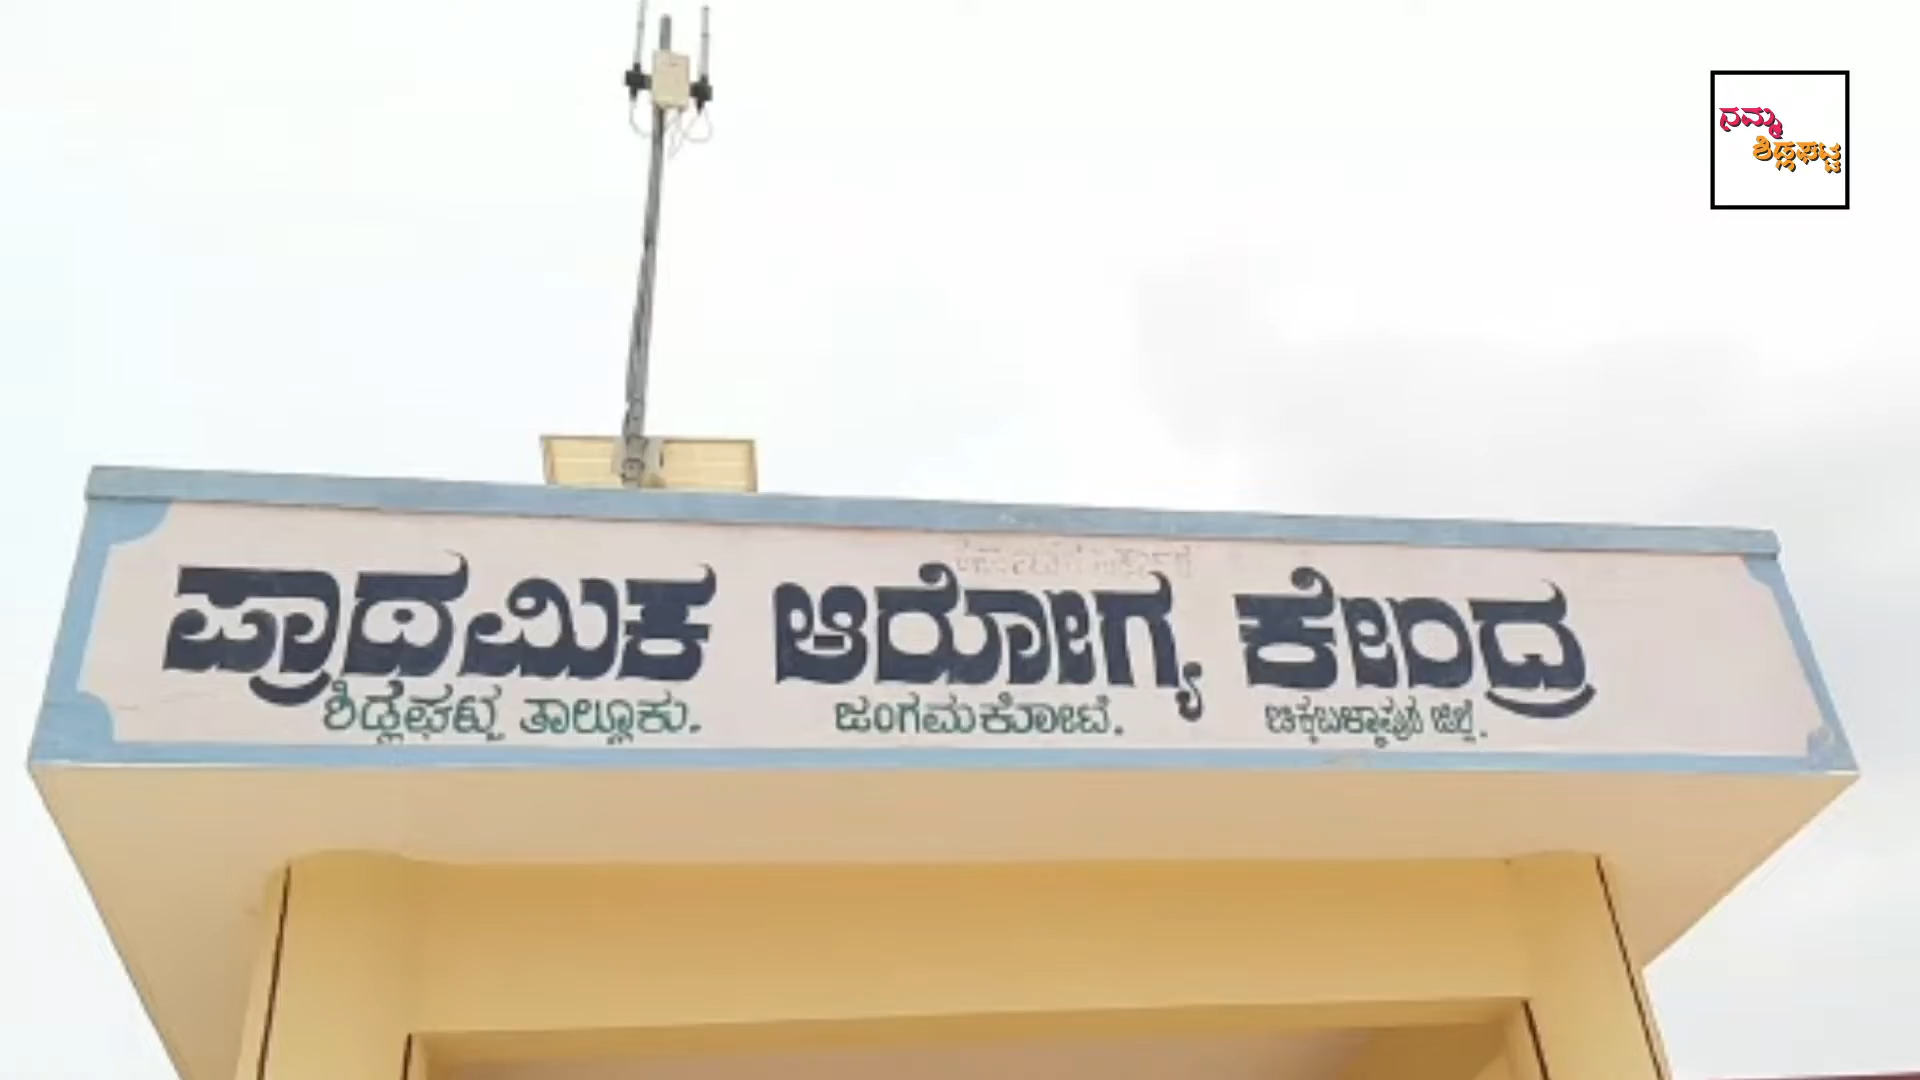 ನಮ್ಮ
ಶಿಡ್ಲಘಟ್ಟ
ಪ್ರಾಥಮಿಕ ಆರೋಗ್ಯ ಕೇಂದ್ರ
ಶಿಡ್ಲಘಟ್ಟ ತಾಲ್ಲೂಕು. ಜಂಗಮಕೋಟೆ. ಚಿಕ್ಕಬಳ್ಳಾಪುರ ಜಿಲ್ಲೆ.